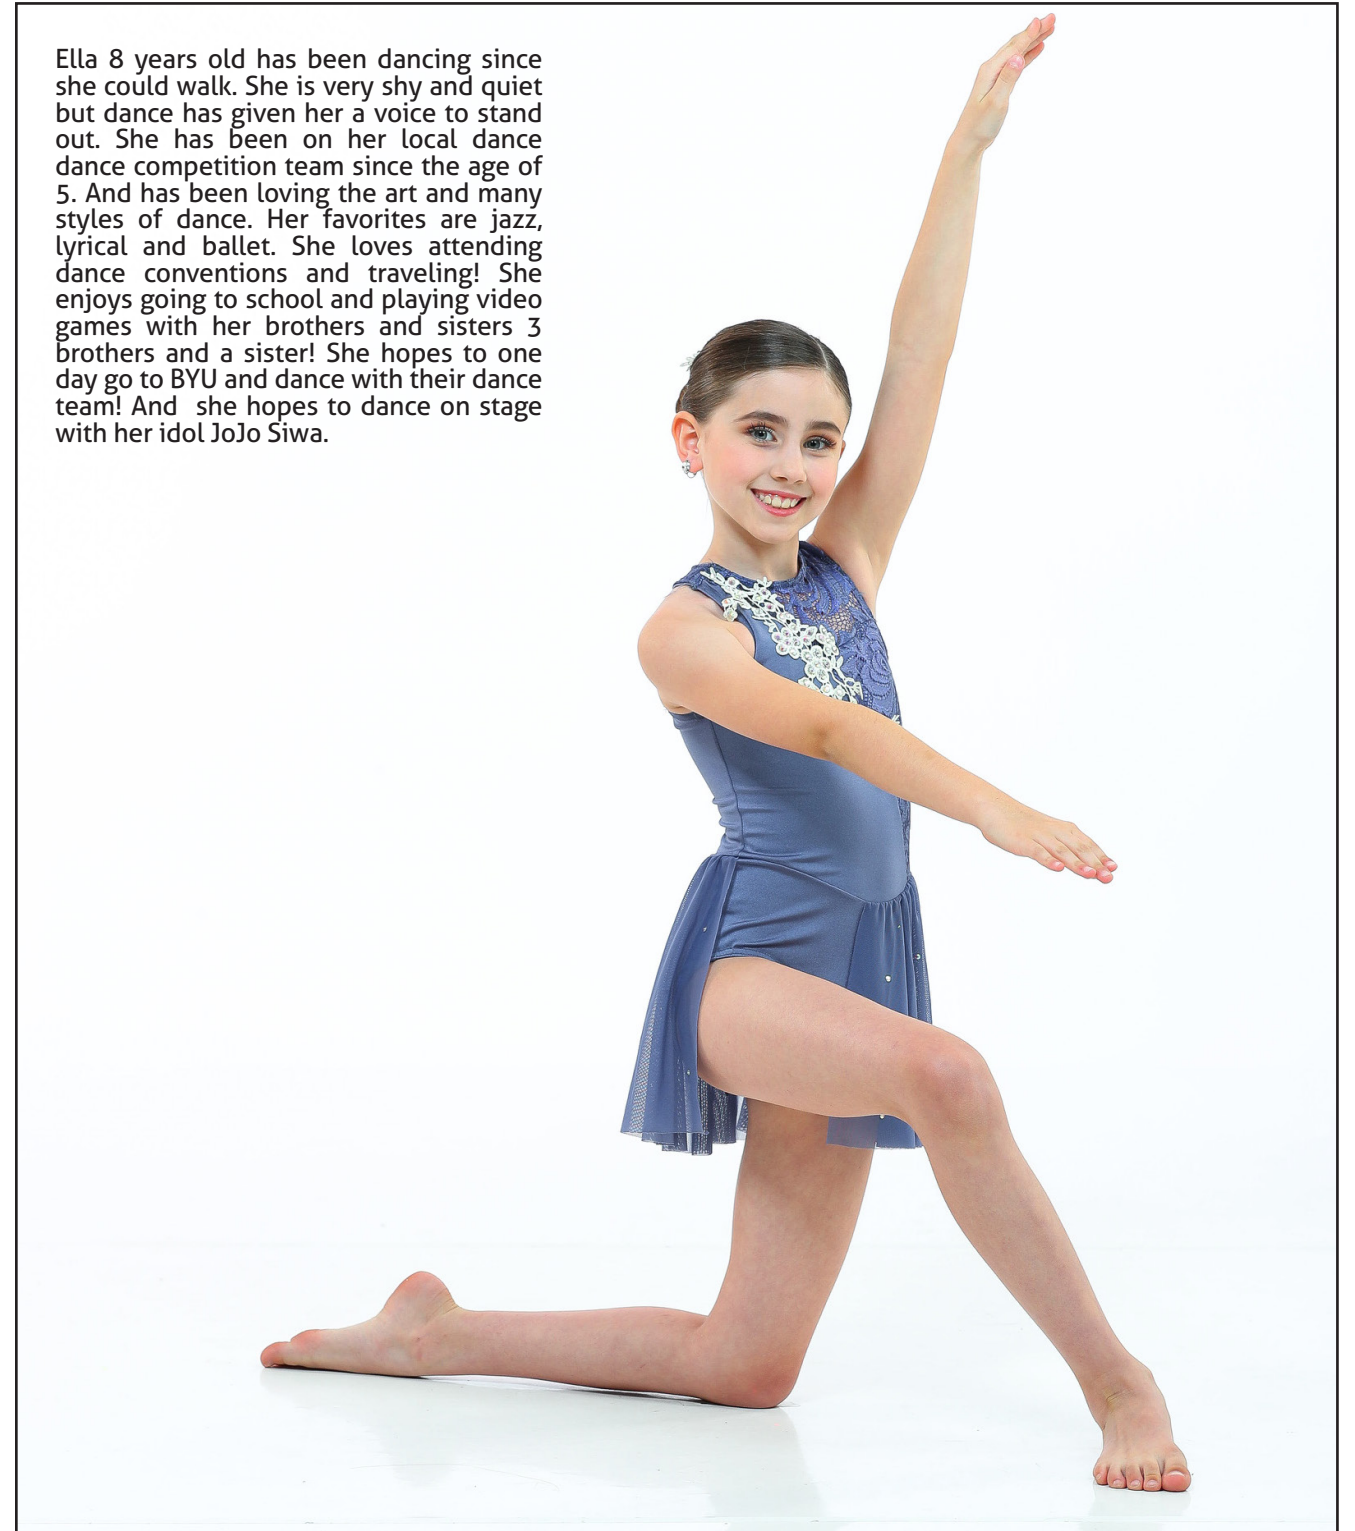 Ella 8 years old has been dancing since
she could walk. She is very shy and quiet
but dance has given her a voice to stand
out. She has been on her local dance
dance competition team since the age of
5. And has been loving the art and many
styles of dance. Her favorites are jazz,
lyrical and ballet. She loves attending
dance conventions and traveling! She
enjoys going to school and playing video
games with her brothers and sisters 3
brothers and a sister! She hopes to one
day go to BYU and dance with their dance
team! And  she hopes to dance on stage
with her idol JoJo Siwa.